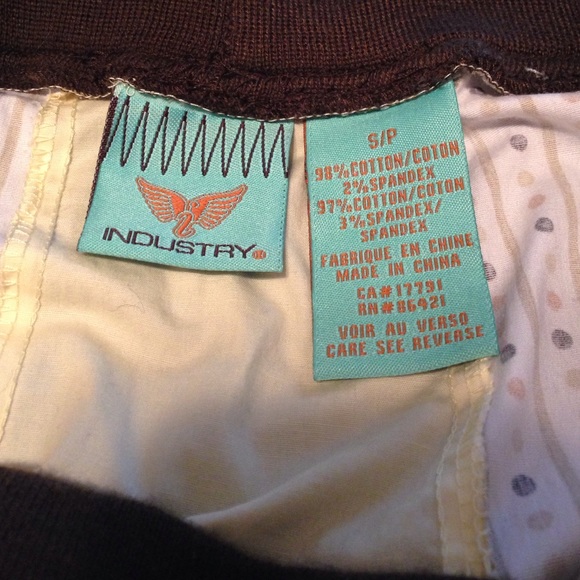 INDUSTRY
S/P
98%COTTON/COTON
2%SPANDEX
97%COTTON/COTON
3%SPANDEX/
SPANDEX
FABRIQUE EN CHINE
MADE IN CHINA
CA#17791
RN#86421
VOIR AU VERSO
CARE SEE REVERSE